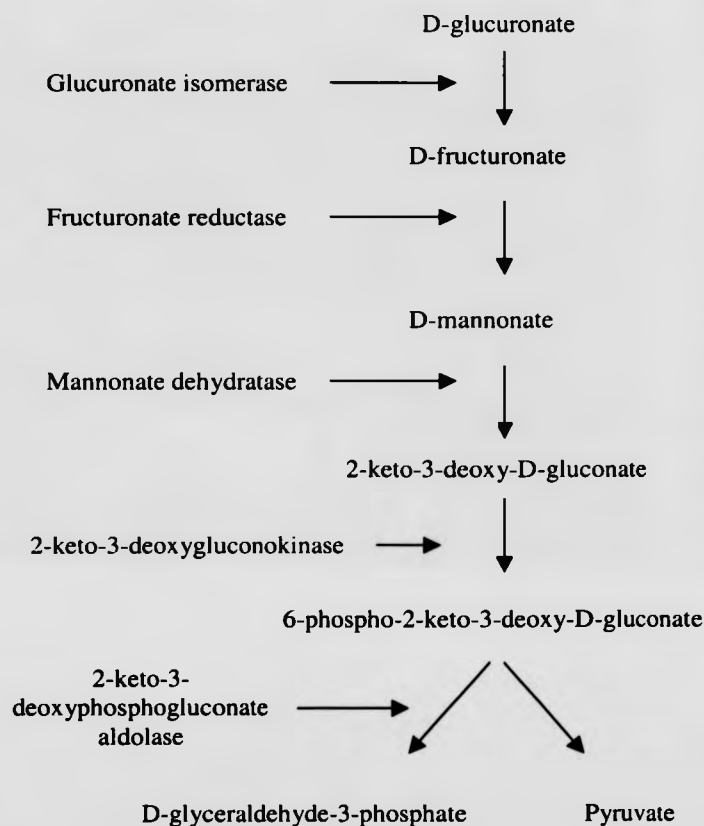 D-glucuronate
Glucuronate isomerase
D-fructuronate
Fructuronate reductase
D-mannonate
Mannonate dehydratase
2-keto-3-deoxy-D-gluconate
2-keto-3-deoxygluconokinase
6-phospho-2-keto-3-deoxy-D-gluconate
2-keto-3-
deoxyphosphogluconate
aldolase
D-glyceraldehyde-3-phosphate Pyruvate